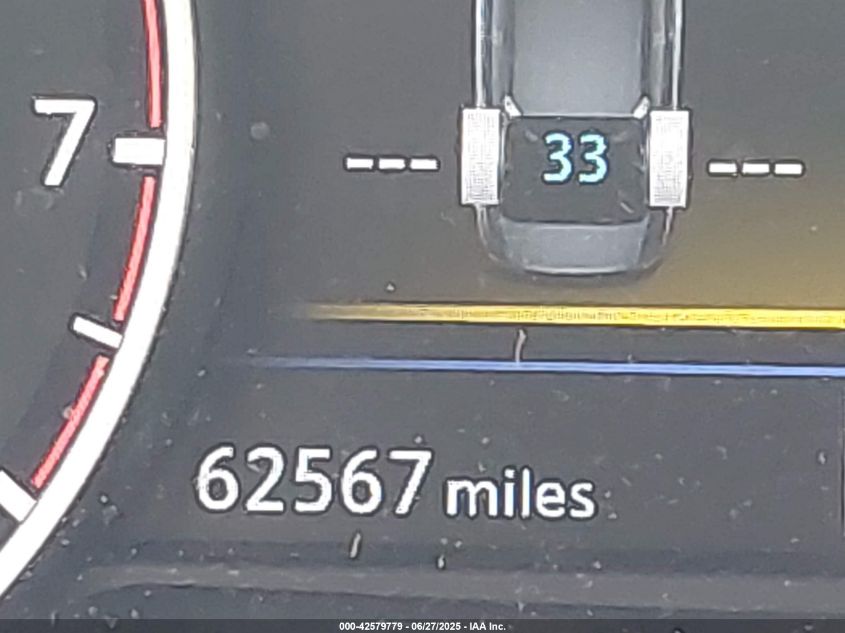 7
--- 33 ---
62567 miles
000-42579779 - 06/27/2025 - IAA Inc.